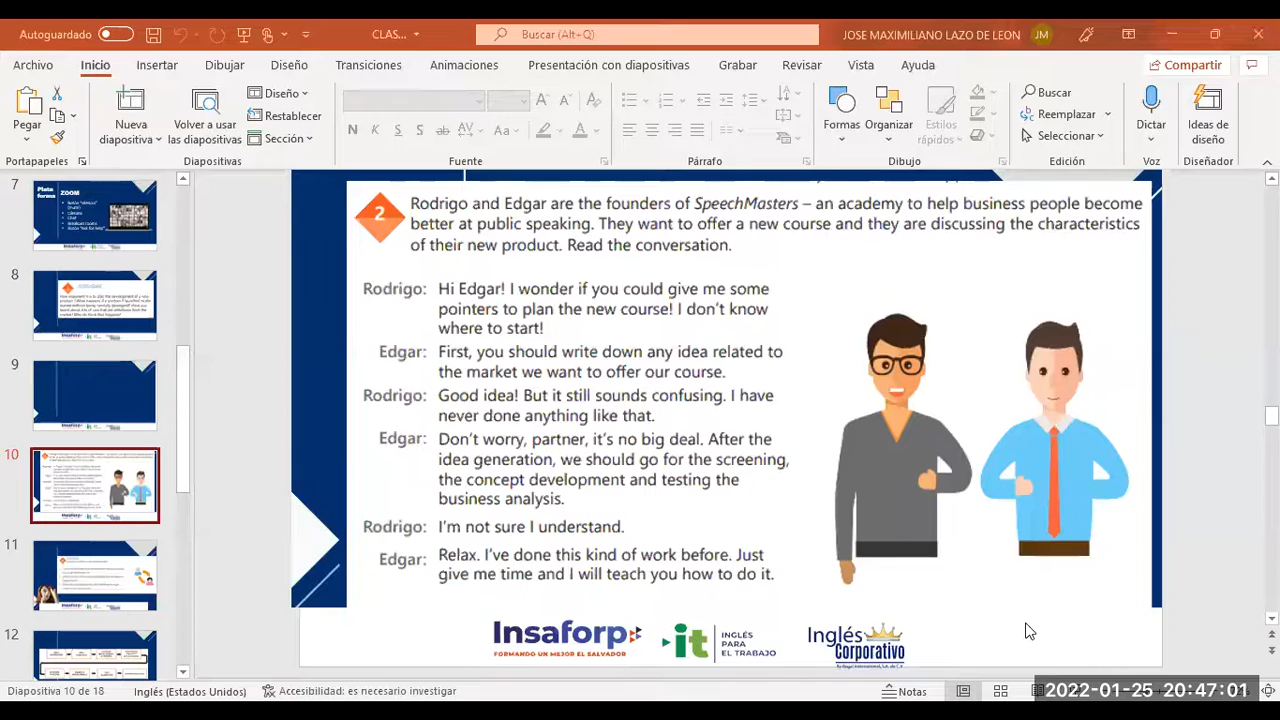 Autoguardado
CLAS...
Buscar (Alt+Q)
JOSE MAXIMILIANO LAZO DE LEON
JM
Archivo
Inicio
Insertar
Dibujar
Diseño
Transiciones
Animaciones
Presentación con diapositivas
Grabar
Revisar
Vista
Ayuda
Compartir
Pegar
Nueva diapositiva
Volver a usar las diapositivas
Diseño
Restablecer
Sección
Formas
Organizar
Estilos rápidos
Buscar
Reemplazar
Seleccionar
Dictar
Ideas de diseño
Portapapeles
Diapositivas
Fuente
Párrafo
Dibujo
Edición
Voz
Diseñador
7
Plata forma
ZOOM
8
9
10
11
12
2
Rodrigo and Edgar are the founders of SpeechMasters – an academy to help business people become
better at public speaking. They want to offer a new course and they are discussing the characteristics
of their new product. Read the conversation.
Rodrigo: Hi Edgar! I wonder if you could give me some
pointers to plan the new course! I don't know
where to start!
Edgar: First, you should write down any idea related to
the market we want to offer our course.
Rodrigo: Good idea! But it still sounds confusing. I have
never done anything like that.
Edgar: Don't worry, partner, it's no big deal. After the
idea generation, we should go for the screen,
the concept development and testing the
business analysis.
Rodrigo: I'm not sure I understand.
Edgar: Relax. I've done this kind of work before. Just
give me time and I will teach you how to do it.
Insaforp
FORMANDO UN MEJOR EL SALVADOR
it
INGLÉS
PARA
EL TRABAJO
Inglés
Corporativo
Diapositiva 10 de 18
Inglés (Estados Unidos)
Accesibilidad: es necesario investigar
Notas
2022-01-25 20:47:01